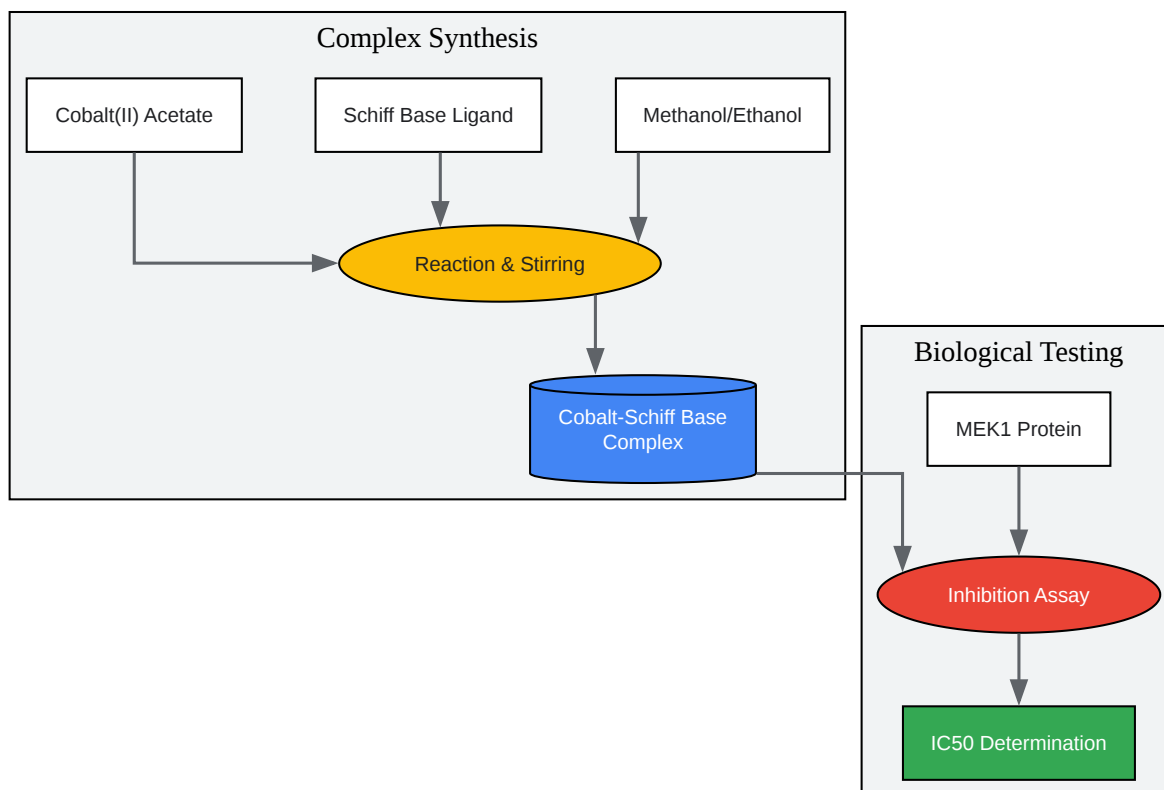 Complex Synthesis
Cobalt(II) Acetate
Schiff Base Ligand
Methanol/Ethanol
Reaction & Stirring
Cobalt-Schiff Base
Complex
Biological Testing
MEK1 Protein
Inhibition Assay
IC50 Determination